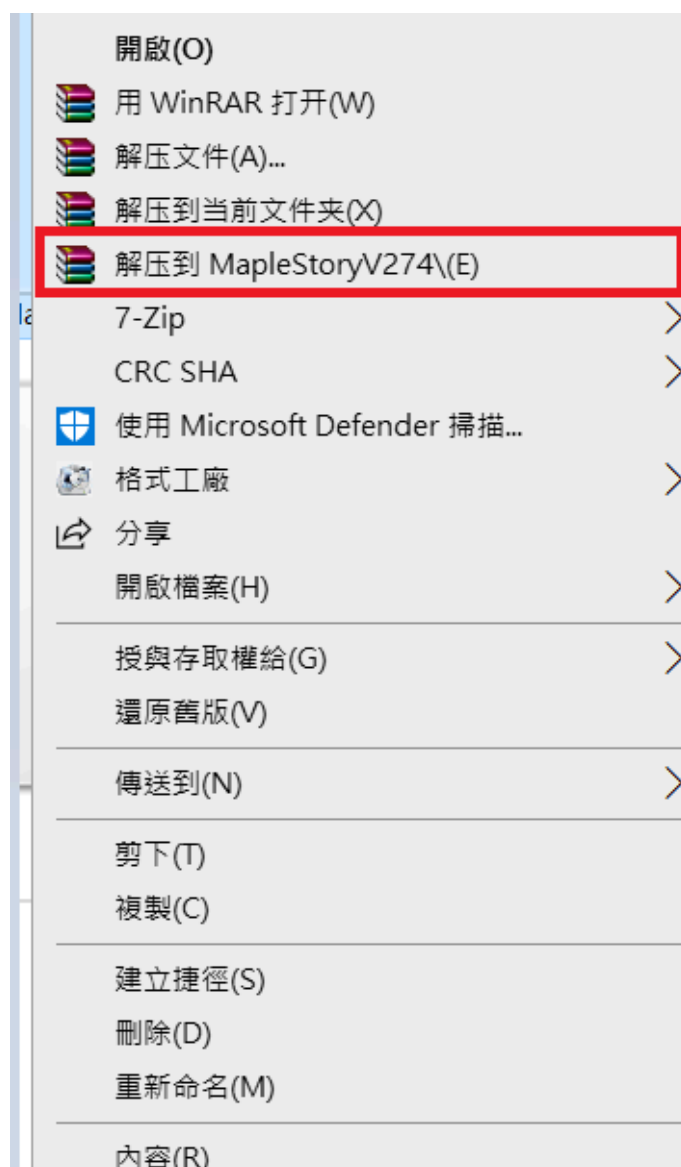 開啟(O)
用 WinRAR 打开(W)
解压文件(A)...
解压到当前文件夹(X)
解压到 MapleStoryV274\(E)
7-Zip
CRC SHA
使用 Microsoft Defender 掃描...
格式工廠
分享
開啟檔案(H)
授與存取權給(G)
還原舊版(V)
傳送到(N)
剪下(T)
複製(C)
建立捷徑(S)
刪除(D)
重新命名(M)
內容(R)